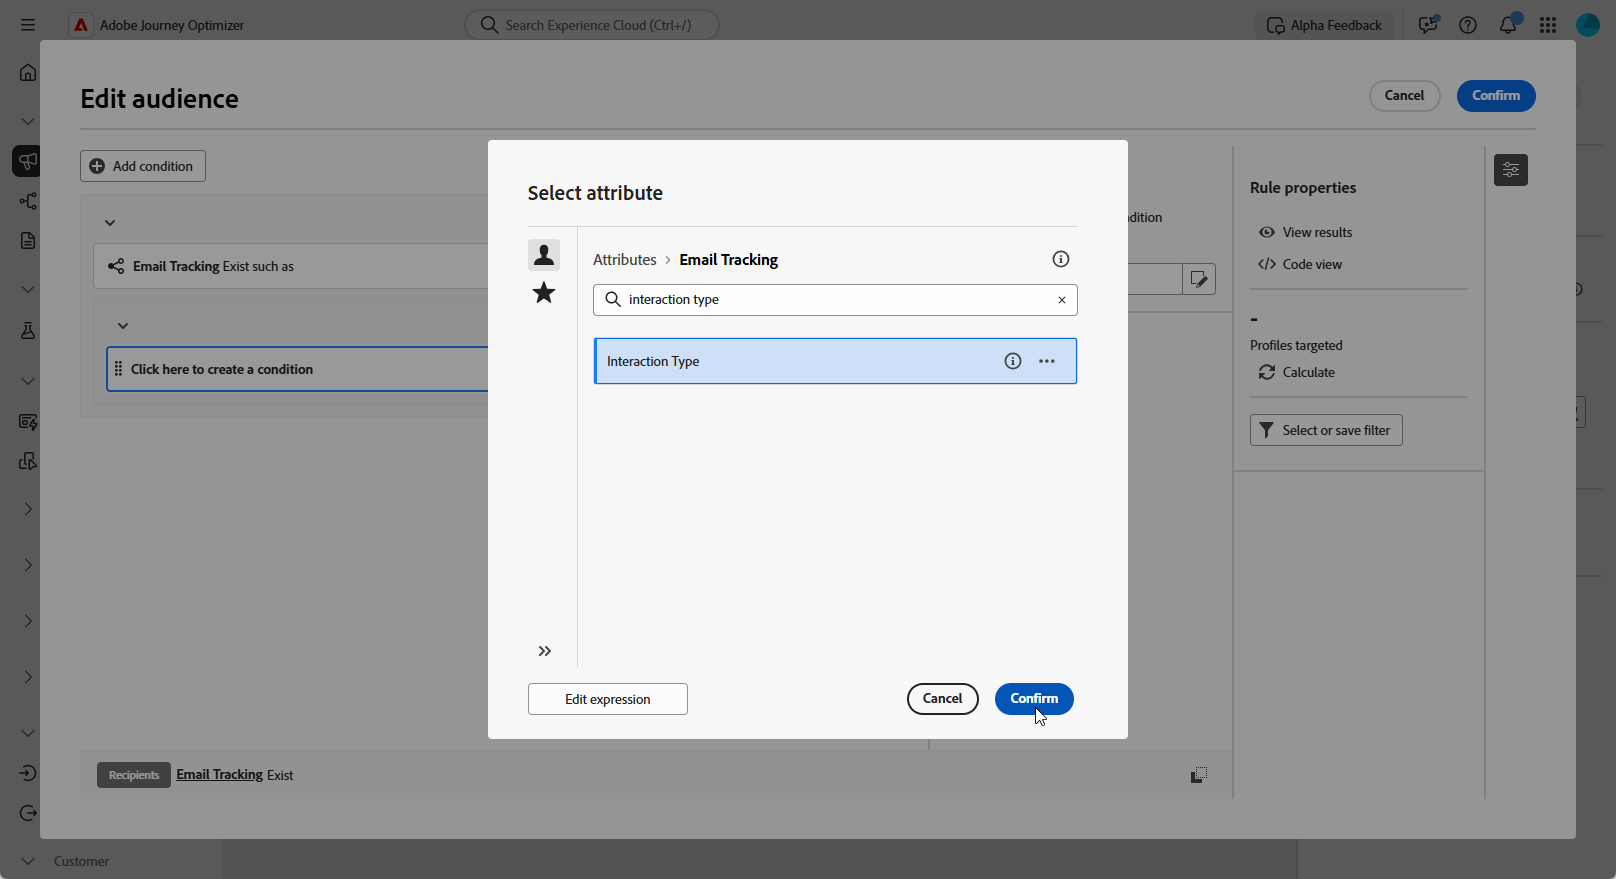 Adobe Journey Optimizer
Search Experience Cloud (Ctrl+/)
Alpha Feedback
Edit audience
Cancel
Confirm
Add condition
Email Tracking Exist such as
Click here to create a condition
Select attribute
Attributes > Email Tracking
interaction type
Interaction Type
Edit expression
Cancel
Confirm
Rule properties
View results
</> Code view
-
Profiles targeted
Calculate
Select or save filter
Recipients Email Tracking Exist
Customer